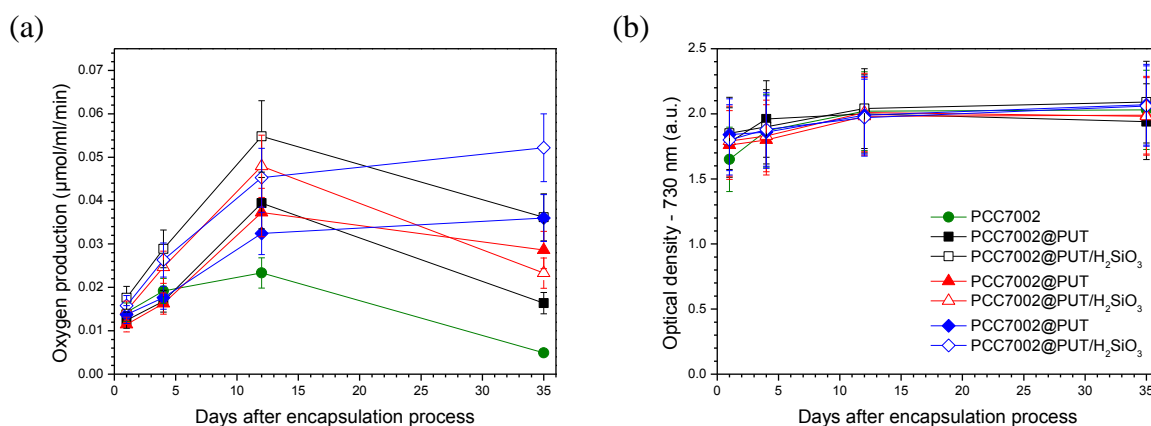 (a)
Oxygen production (µmol/ml/min)
0.07
0.06
0.05
0.04
0.03
0.02
0.01
0.00
0 5 10 15 20 25 30 35
Days after encapsulation process
(b)
Optical density - 730 nm (a.u.)
2.5
2.0
1.5
1.0
0.5
0.0
PCC7002
PCC7002@PUT
PCC7002@PUT/H₂SiO₃
PCC7002@PUT
PCC7002@PUT/H₂SiO₃
PCC7002@PUT
PCC7002@PUT/H₂SiO₃
0 5 10 15 20 25 30 35
Days after encapsulation process